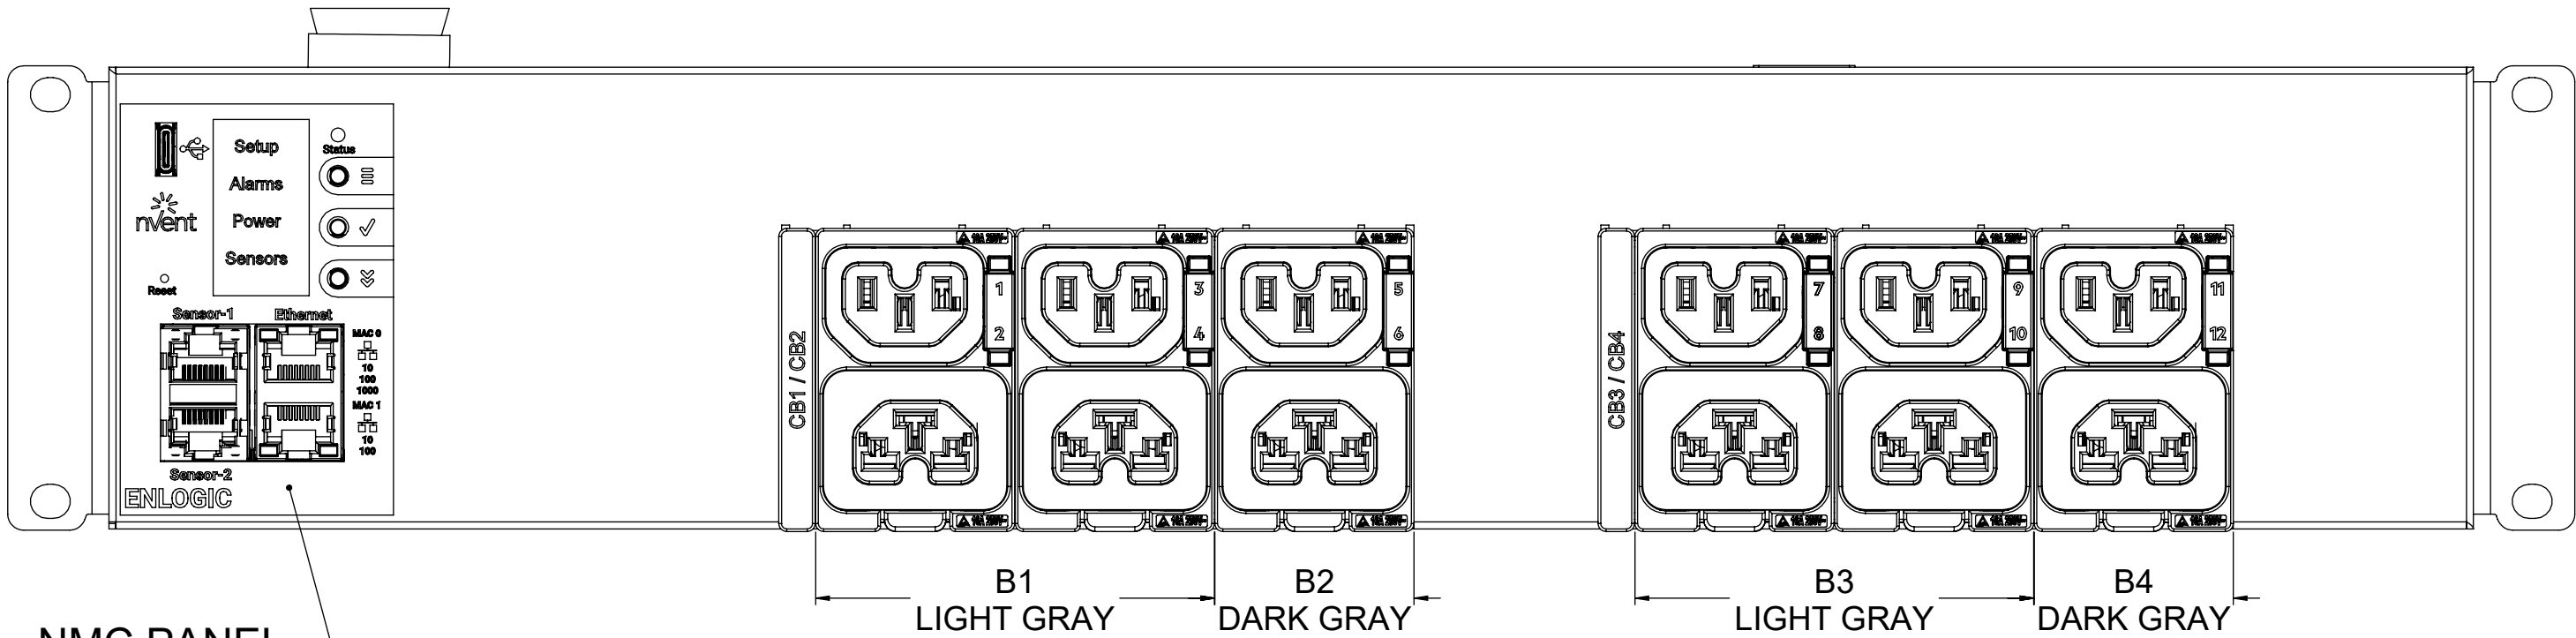 Setup
Status
Alarms
nvent
Power
Sensors
Reset
Sensor-1
Ethernet
MAC 0
10
100
1000
MAC 1
10
100
Sensor-2
ENLOGIC
CB1 / CB2
1
2
3
4
5
6
CB3 / CB4
7
8
9
10
11
12
B1
LIGHT GRAY
B2
DARK GRAY
B3
LIGHT GRAY
B4
DARK GRAY
NMC PANEL